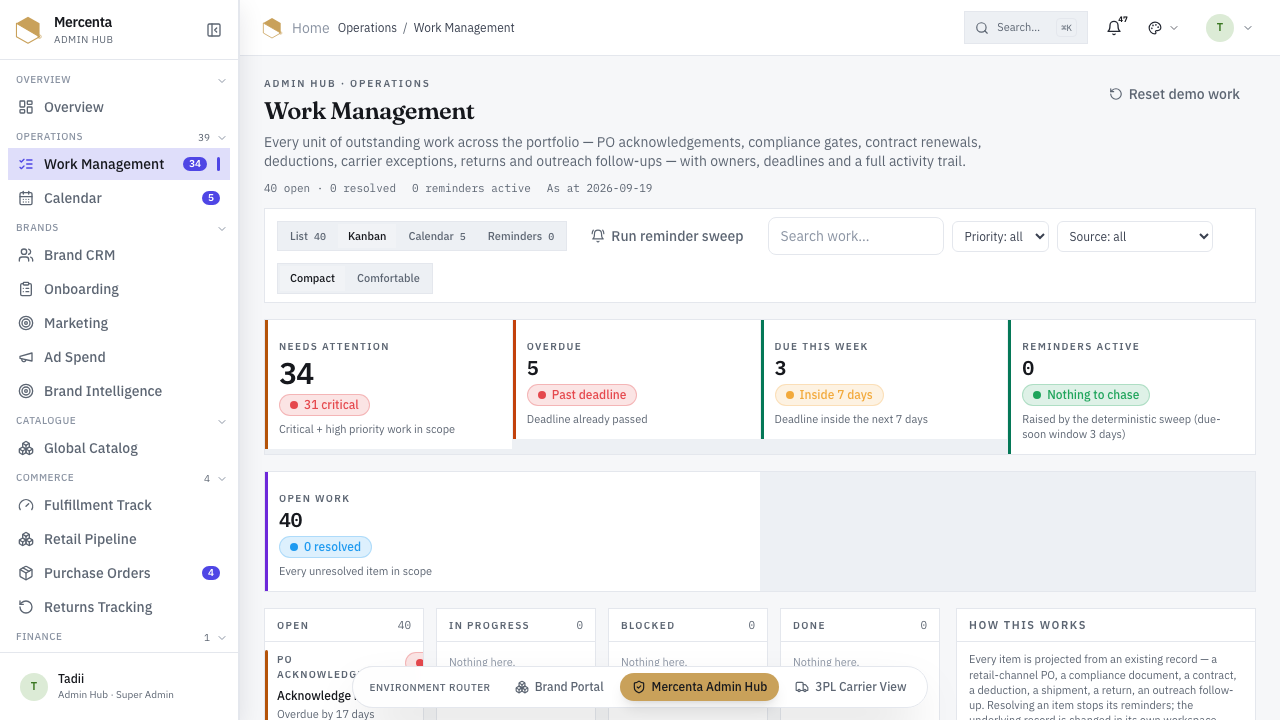 Mercenta
ADMIN HUB
OVERVIEW
Overview
OPERATIONS 39
Work Management 34
Calendar 5
BRANDS
Brand CRM
Onboarding
Marketing
Ad Spend
Brand Intelligence
CATALOGUE
Global Catalog
COMMERCE 4
Fulfillment Track
Retail Pipeline
Purchase Orders 4
Returns Tracking
FINANCE 1
T
Tadii
Admin Hub · Super Admin
Home Operations / Work Management
Search... ⌘K
47
T
ADMIN HUB · OPERATIONS
Work Management
Reset demo work
Every unit of outstanding work across the portfolio — PO acknowledgements, compliance gates, contract renewals,
deductions, carrier exceptions, returns and outreach follow-ups — with owners, deadlines and a full activity trail.
40 open · 0 resolved 0 reminders active As at 2026-09-19
List 40 Kanban Calendar 5 Reminders 0
Run reminder sweep
Search work...
Priority: all
Source: all
Compact Comfortable
NEEDS ATTENTION
34
31 critical
Critical + high priority work in scope
OVERDUE
5
Past deadline
Deadline already passed
DUE THIS WEEK
3
Inside 7 days
Deadline inside the next 7 days
REMINDERS ACTIVE
0
Nothing to chase
Raised by the deterministic sweep (due-
soon window 3 days)
OPEN WORK
40
0 resolved
Every unresolved item in scope
OPEN 40
PO
Acknowledge
Overdue by 17 days
IN PROGRESS 0
Nothing here.
BLOCKED 0
Nothing here.
DONE 0
Nothing here.
HOW THIS WORKS
Every item is projected from an existing record — a
retail-channel PO, a compliance document, a contract,
a deduction, a shipment, a return, an outreach follow-
up. Resolving an item stops its reminders; the
underlying record is changed in its own workspace
ENVIRONMENT ROUTER
Brand Portal
Mercenta Admin Hub
3PL Carrier View